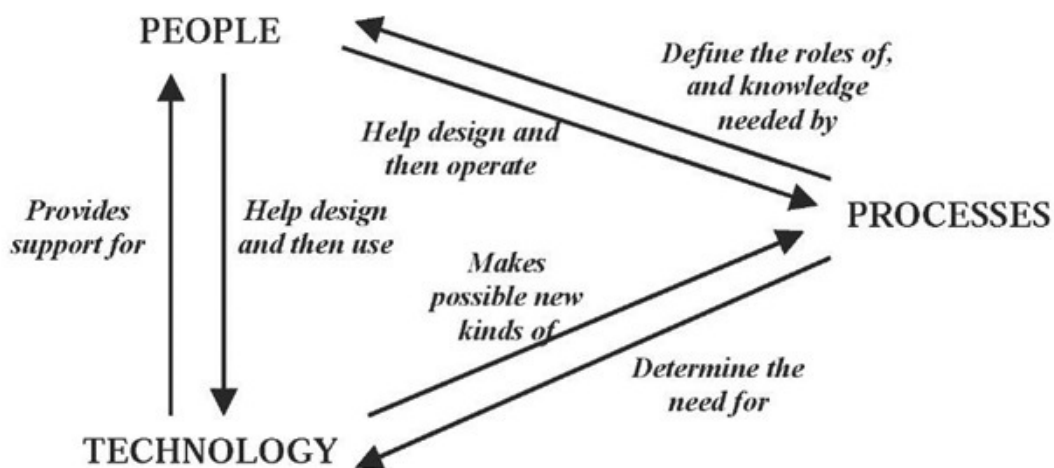 PEOPLE
Define the roles of,
and knowledge
needed by
Help design and
then operate
Provides
support for
Help design
and then use
PROCESSES
Makes
possible new
kinds of
Determine the
need for
TECHNOLOGY